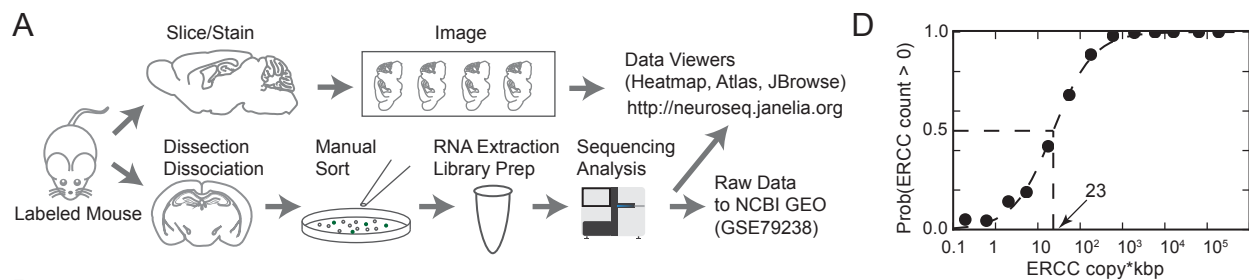 A
Slice/Stain
Image
Data Viewers
(Heatmap, Atlas, JBrowse)
http://neuroseq.janelia.org
Labeled Mouse
Dissection
Dissociation
Manual
Sort
RNA Extraction
Library Prep
Sequencing
Analysis
Raw Data
to NCBI GEO
(GSE79238)
D
Prob(ERCC count > 0)
1.0
0.5
0.0
23
0.1 1 10 10² 10³ 10⁴ 10⁵
ERCC copy*kbp